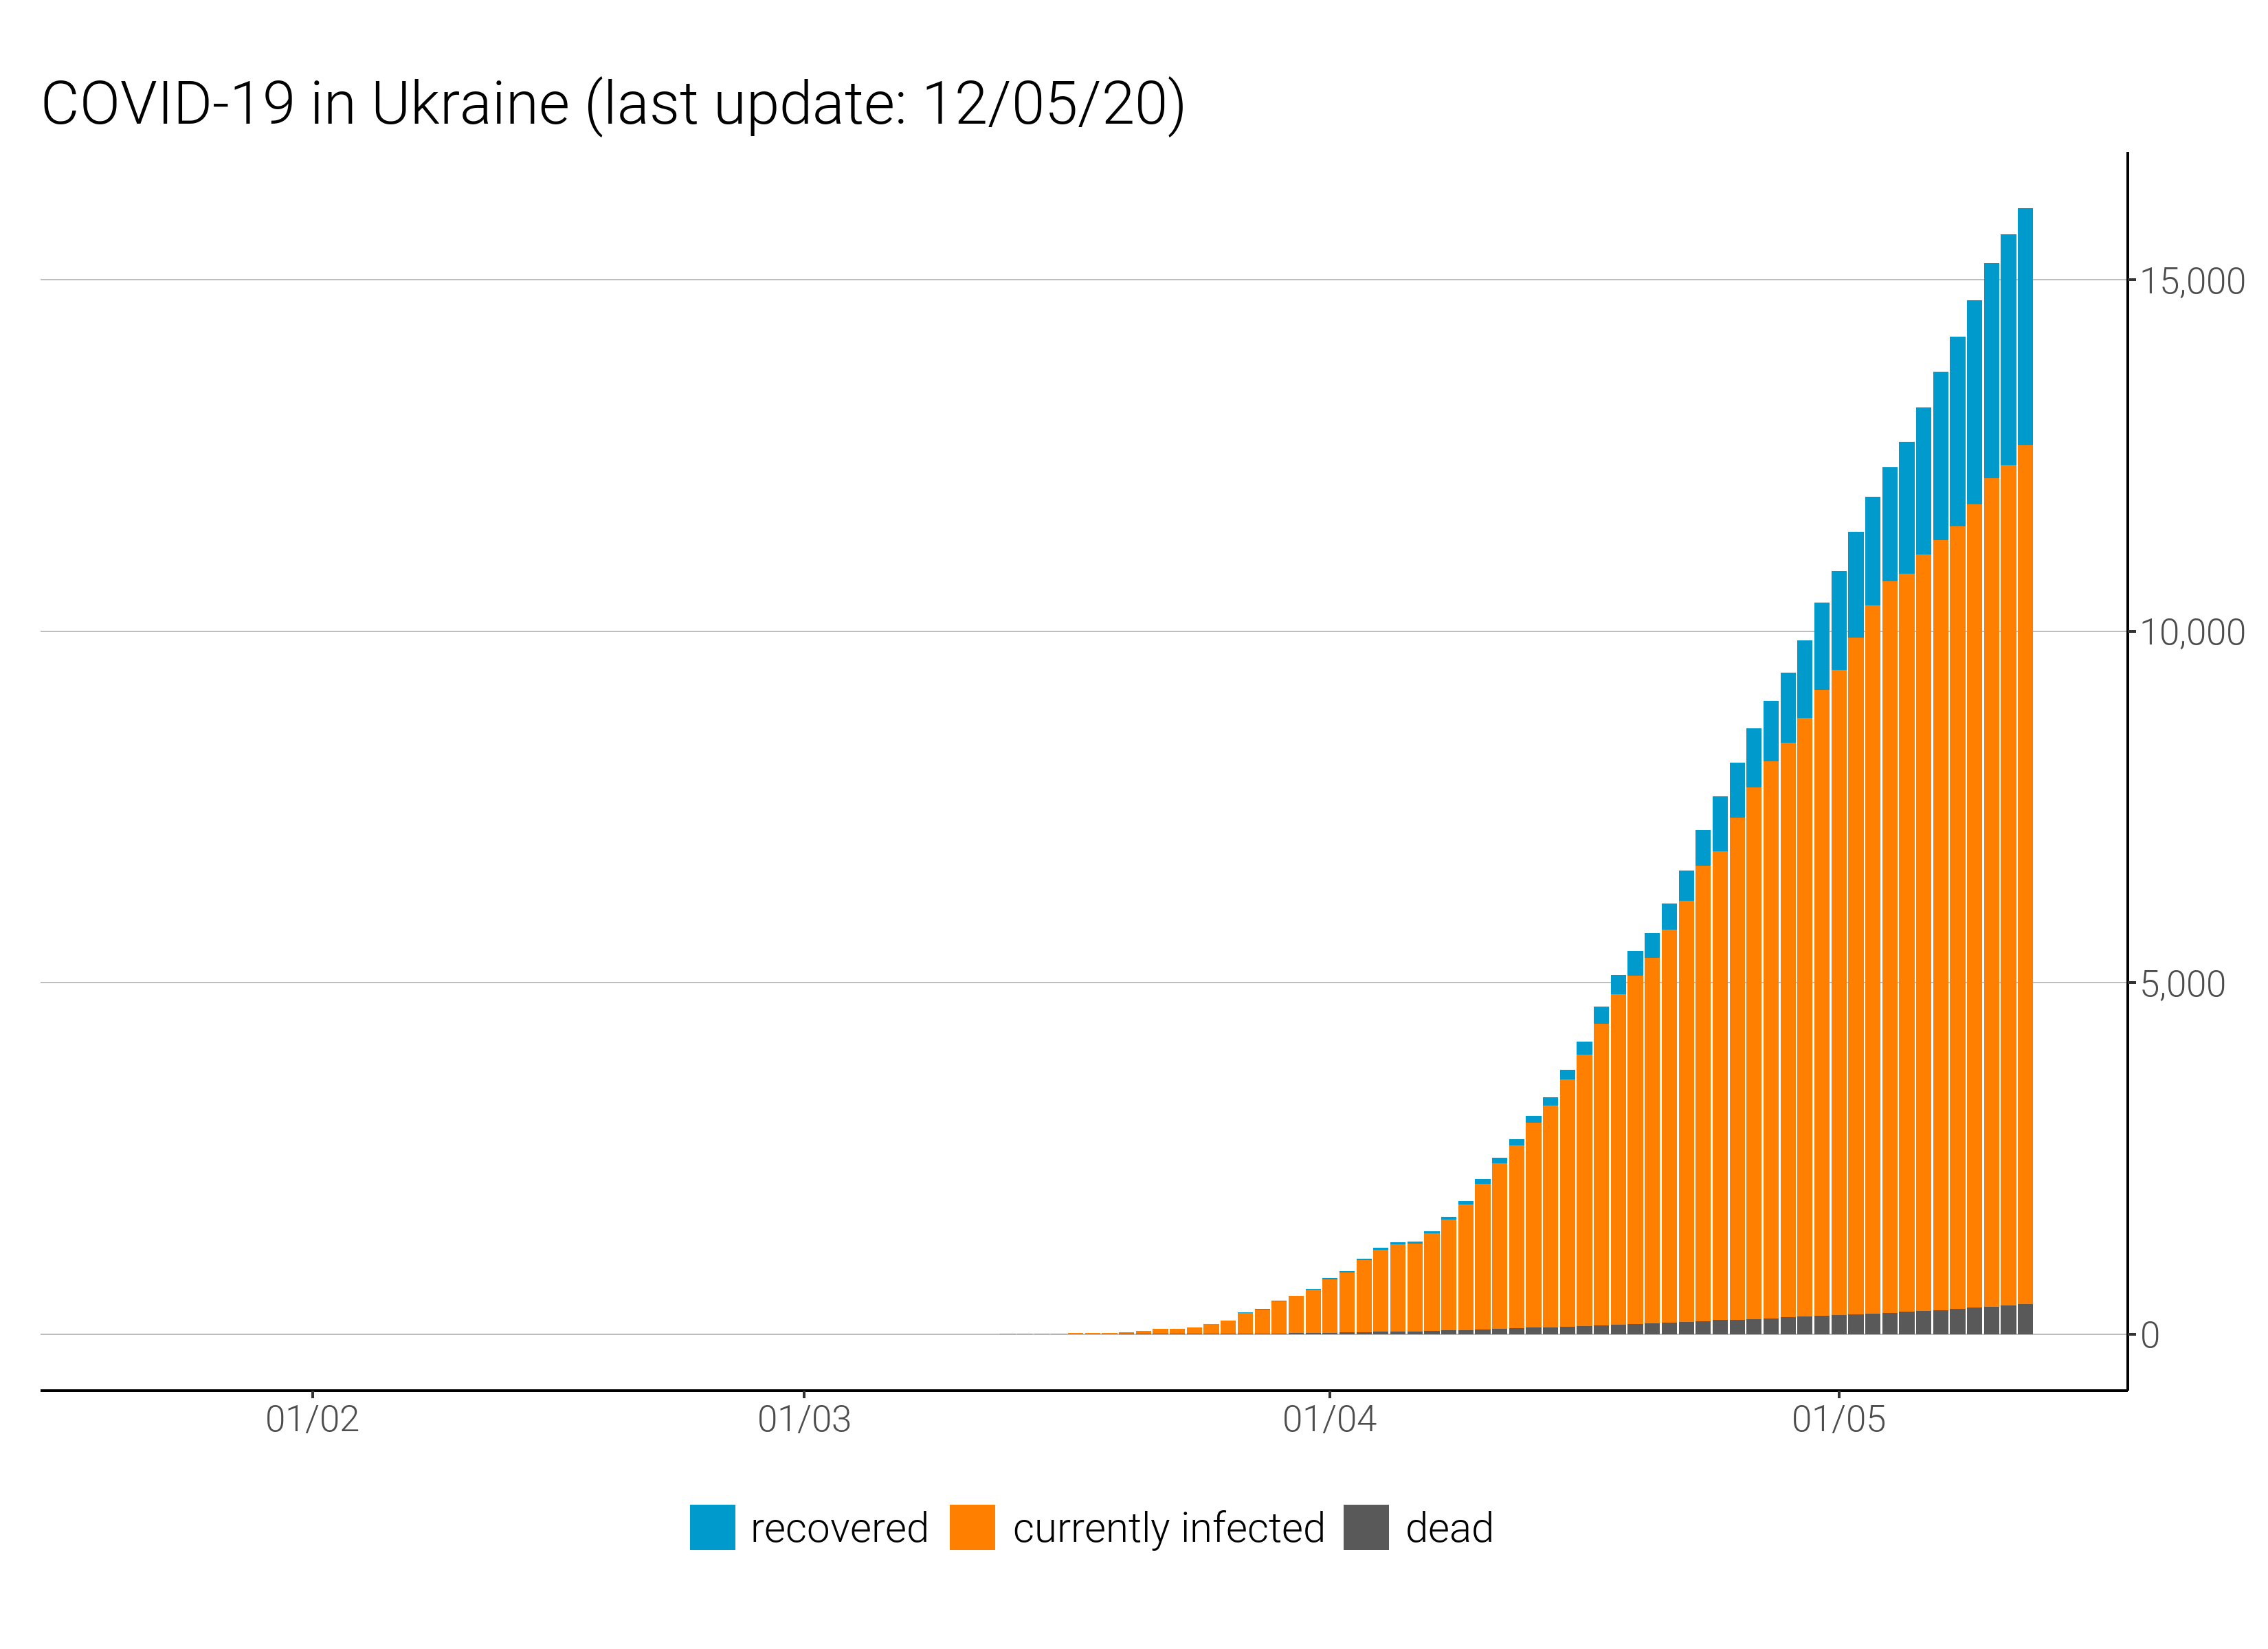 COVID-19 in Ukraine (last update: 12/05/20)
15,000
10,000
5,000
0
01/02 01/03 01/04 01/05
recovered currently infected dead